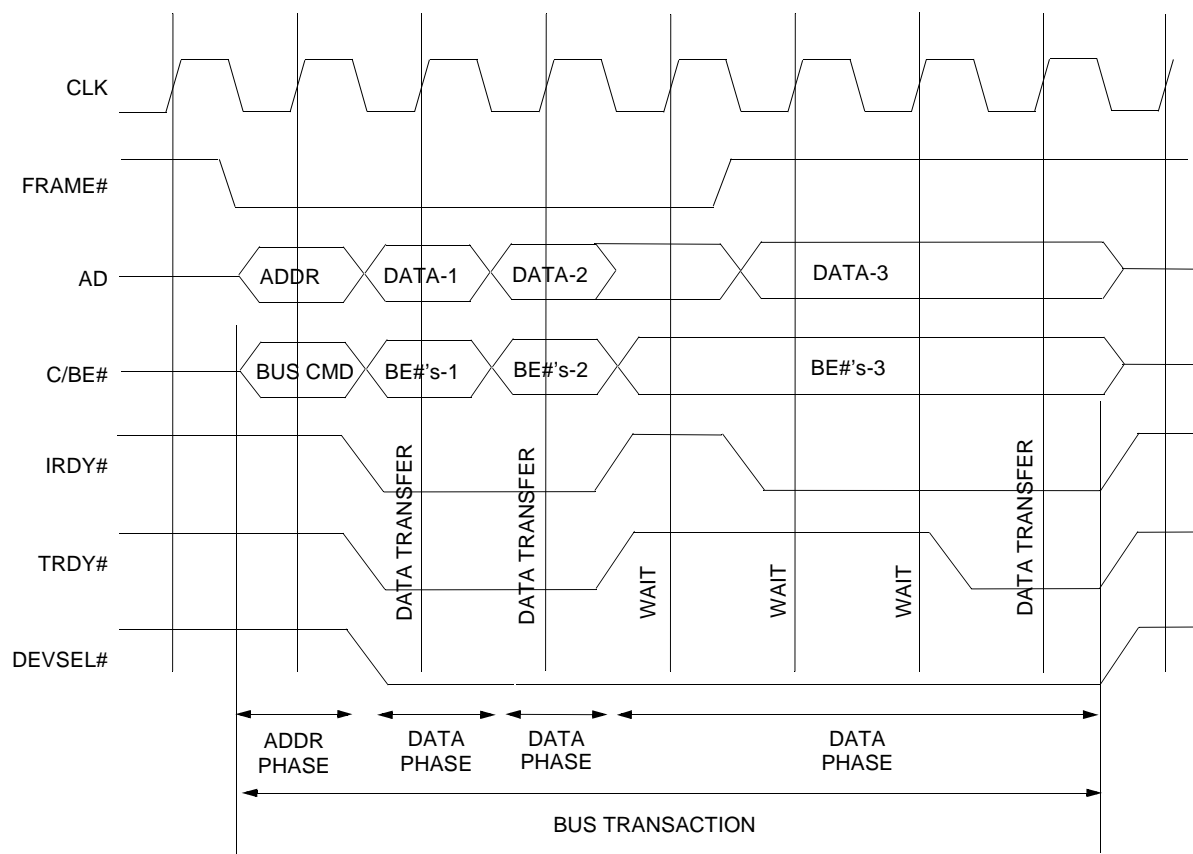 CLK
FRAME#
AD
ADDR
DATA-1
DATA-2
DATA-3
C/BE#
BUS CMD
BE#'s-1
BE#'s-2
BE#'s-3
IRDY#
TRDY#
DATA TRANSFER
DATA TRANSFER
WAIT
WAIT
WAIT
DATA TRANSFER
DEVSEL#
ADDR
PHASE
DATA
PHASE
DATA
PHASE
DATA
PHASE
BUS TRANSACTION